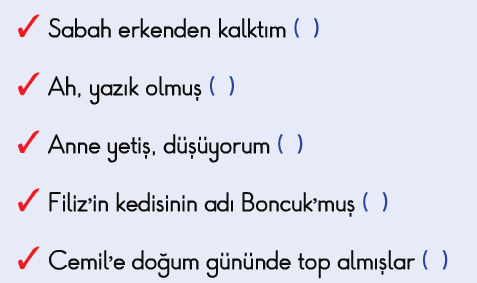 ✓ Sabah erkenden kalktım ( )
✓ Ah, yazık olmuş ( )
✓ Anne yetiş, düşüyorum ( )
✓ Filiz'in kedisinin adı Boncuk'muş ( )
✓ Cemil'e doğum gününde top almışlar ( )